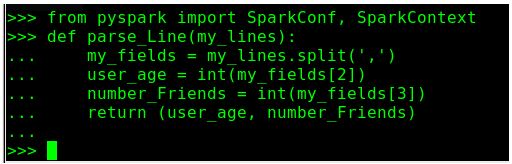 >>> from pyspark import SparkConf, SparkContext
>>> def parse_Line(my_lines):
...     my_fields = my_lines.split(',')
...     user_age = int(my_fields[2])
...     number_Friends = int(my_fields[3])
...     return (user_age, number_Friends)
...
>>>